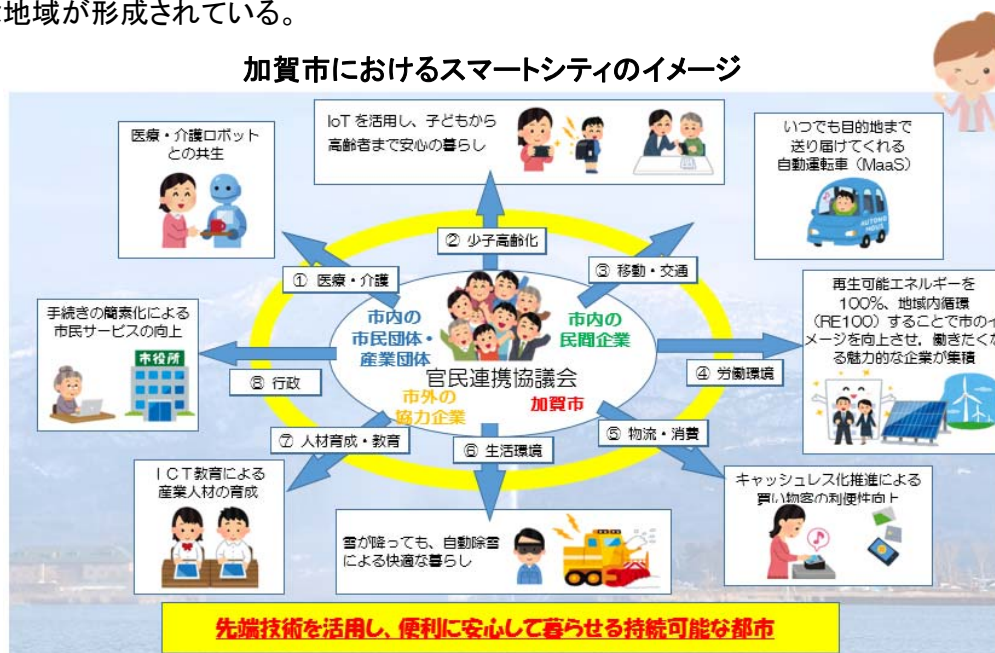 地域が形成されている。
加賀市におけるスマートシティのイメージ
医療・介護ロボット
との共生
IoTを活用し、子どもから
高齢者まで安心の暮らし
いつでも目的地まで
送り届けてくれる
自動運転車（MaaS）
② 少子高齢化
① 医療・介護
③ 移動・交通
手続きの簡素化による
市民サービスの向上
市役所
市内の
市民団体・
産業団体
市内の
民間企業
官民連携協議会
市外の
協力企業
加賀市
再生可能エネルギーを
100%、地域内循環
（RE100）することで市のイ
メージを向上させ，働きたくな
る魅力的な企業が集積
⑧ 行政
④ 労働環境
⑦ 人材育成・教育
⑥ 生活環境
⑤ 物流・消費
ＩＣＴ教育による
産業人材の育成
雪が降っても、自動除雪
による快適な暮らし
キャッシュレス化推進による
買い物客の利便性向上
先端技術を活用し、便利に安心して暮らせる持続可能な都市